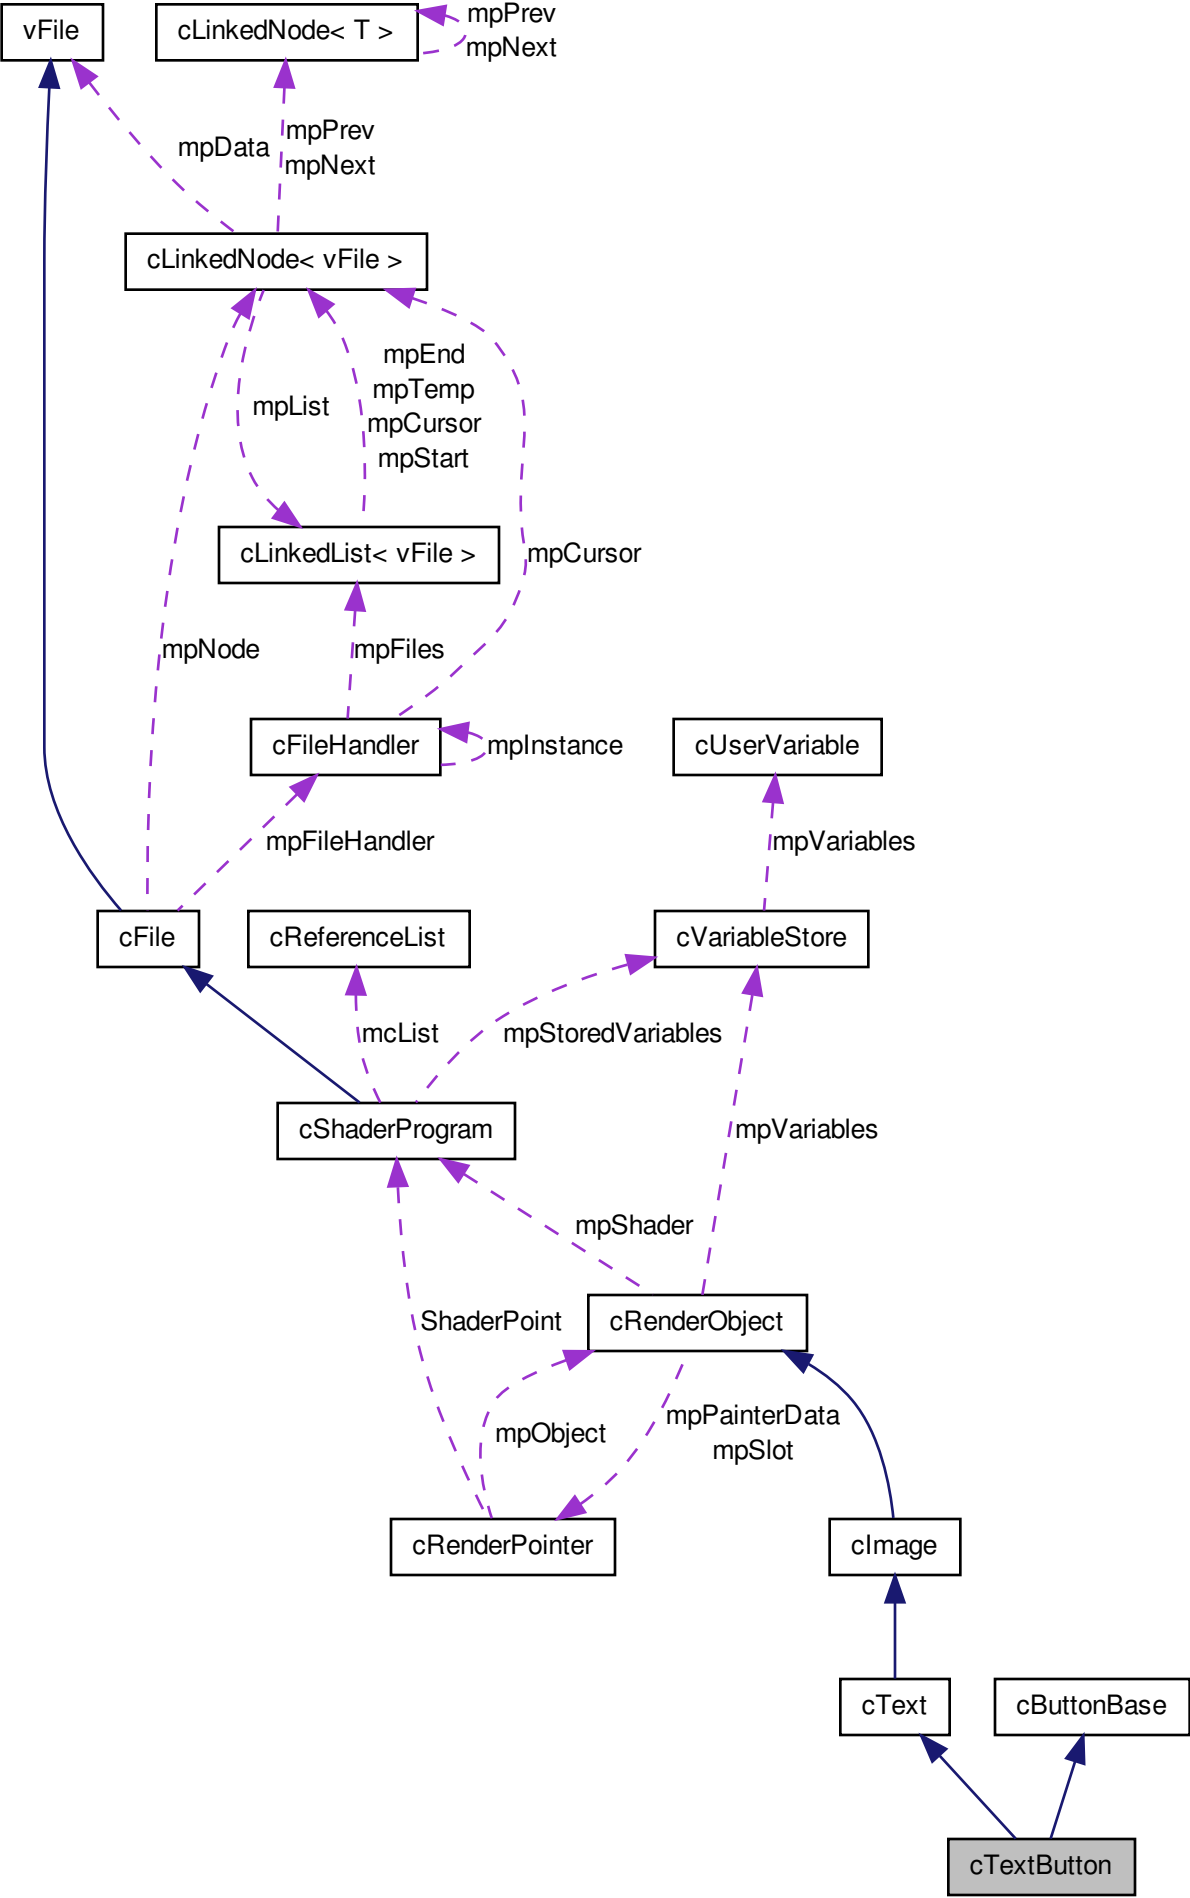 vFile
cLinkedNode< T >
mpPrev
mpNext
mpData
mpPrev
mpNext
cLinkedNode< vFile >
mpList
mpEnd
mpTemp
mpCursor
mpStart
cLinkedList< vFile >
mpCursor
mpNode
mpFiles
cFileHandler
mpInstance
cUserVariable
mpFileHandler
mpVariables
cFile
cReferenceList
cVariableStore
mcList
mpStoredVariables
cShaderProgram
mpVariables
mpShader
ShaderPoint
cRenderObject
mpObject
mpPainterData
mpSlot
cRenderPointer
cImage
cText
cButtonBase
cTextButton